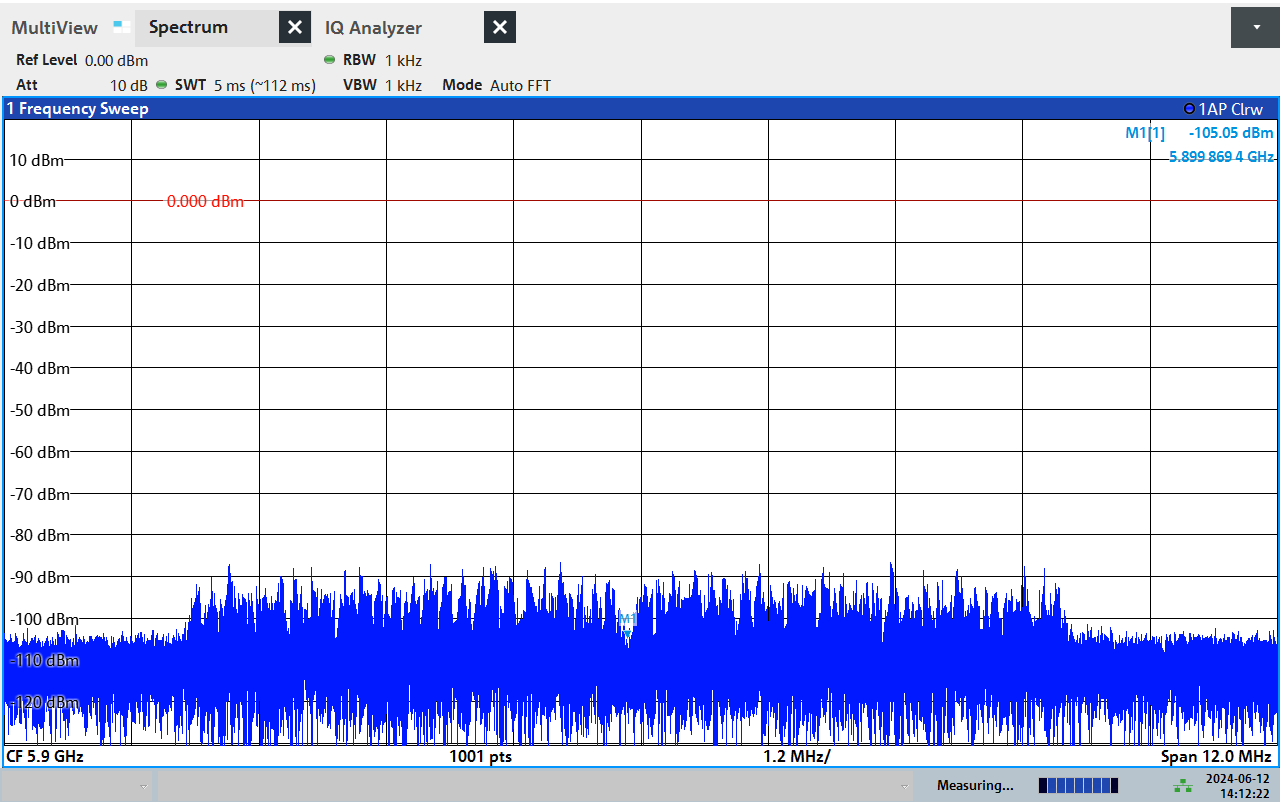 MultiView Spectrum IQ Analyzer
Ref Level 0.00 dBm RBW 1 kHz
Att 10 dB SWT 5 ms (~112 ms) VBW 1 kHz Mode Auto FFT
1 Frequency Sweep 1AP Clrw
M1[1] -105.05 dBm
5.899 869 4 GHz
10 dBm
0 dBm 0.000 dBm
-10 dBm
-20 dBm
-30 dBm
-40 dBm
-50 dBm
-60 dBm
-70 dBm
-80 dBm
-90 dBm
-100 dBm M1
-110 dBm
-120 dBm
CF 5.9 GHz 1001 pts 1.2 MHz/ Span 12.0 MHz
Measuring... 2024-06-12
14:12:22